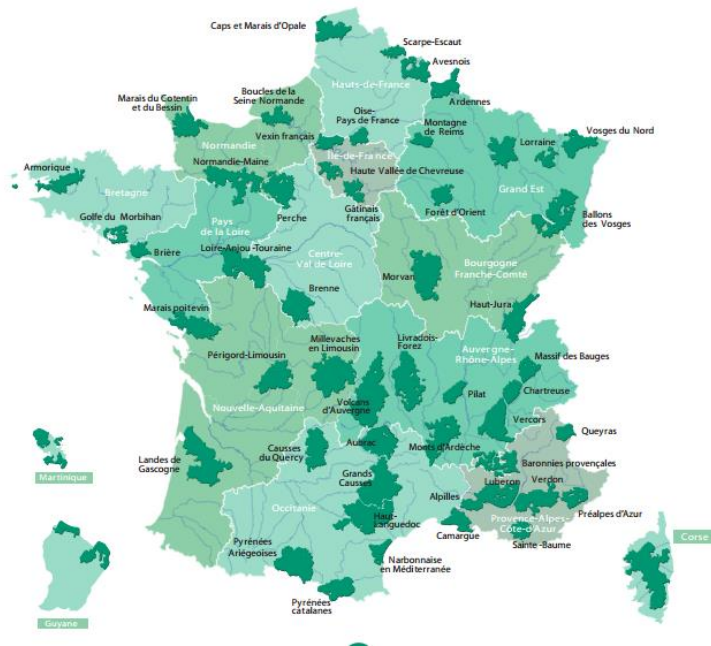 Caps et Marais d'Opale
Scarpe-Escaut
Avesnois
Hauts-de-France
Ardennes
Marais du Cotentin
et du Bessin
Boucles de la
Seine Normande
Oise-
Pays de France
Montagne
de Reims
Lorraine
Vosges du Nord
Vexin français
Normandie
Île-de-France
Normandie-Maine
Haute Vallée de Chevreuse
Grand Est
Armorique
Bretagne
Golfe du Morbihan
Perche
Gâtinais
français
Forêt d'Orient
Ballons
des Vosges
Pays
de la Loire
Brière
Loire-Anjou-Touraine
Centre-
Val de Loire
Bourgogne
Franche-Comté
Morvan
Brenne
Haut-Jura
Marais poitevin
Périgord-Limousin
Millevaches
en Limousin
Livradois-
Forez
Auvergne-
Rhône-Alpes
Massif des Bauges
Pilat
Chartreuse
Nouvelle-Aquitaine
Volcans
d'Auvergne
Vercors
Queyras
Landes de
Gascogne
Causses
du Quercy
Aubrac
Monts d'Ardèche
Baronnies provençales
Grands
Causses
Luberon
Verdon
Alpilles
Occitanie
Haut-
Languedoc
Préalpes d'Azur
Provence-Alpes-
Côte-d'Azur
Camargue
Sainte -Baume
Pyrénées
Ariégeoises
Narbonnaise
en Méditerranée
Pyrénées
catalanes
Martinique
Guyane
Corse